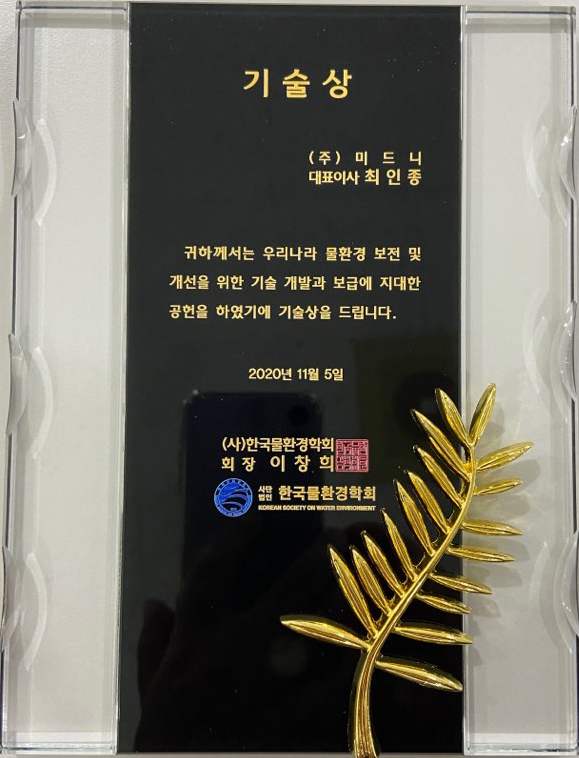 기술상
(주) 미드니
대표이사 최인종
귀하께서는 우리나라 물환경 보전 및
개선을 위한 기술 개발과 보급에 지대한
공헌을 하였기에 기술상을 드립니다.
2020년 11월 5일
(사)한국물환경학회
회장 이창희
사단법인 한국물환경학회
KOREAN SOCIETY ON WATER ENVIRONMENT